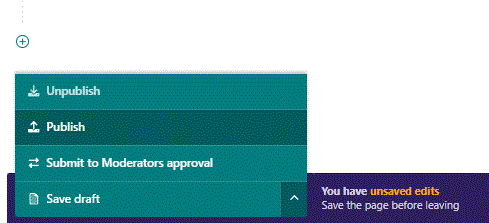 Unpublish
Publish
Submit to Moderators approval
Save draft
You have unsaved edits
Save the page before leaving